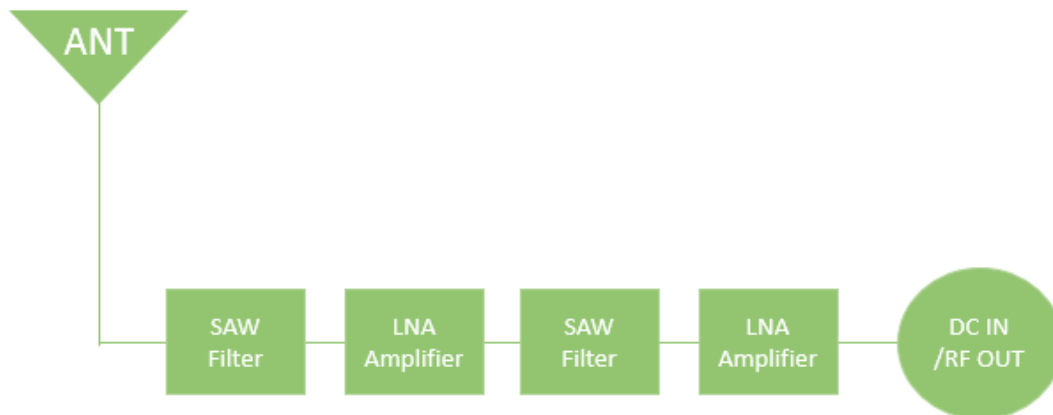 ANT
SAW
Filter
LNA
Amplifier
SAW
Filter
LNA
Amplifier
DC IN
/RF OUT